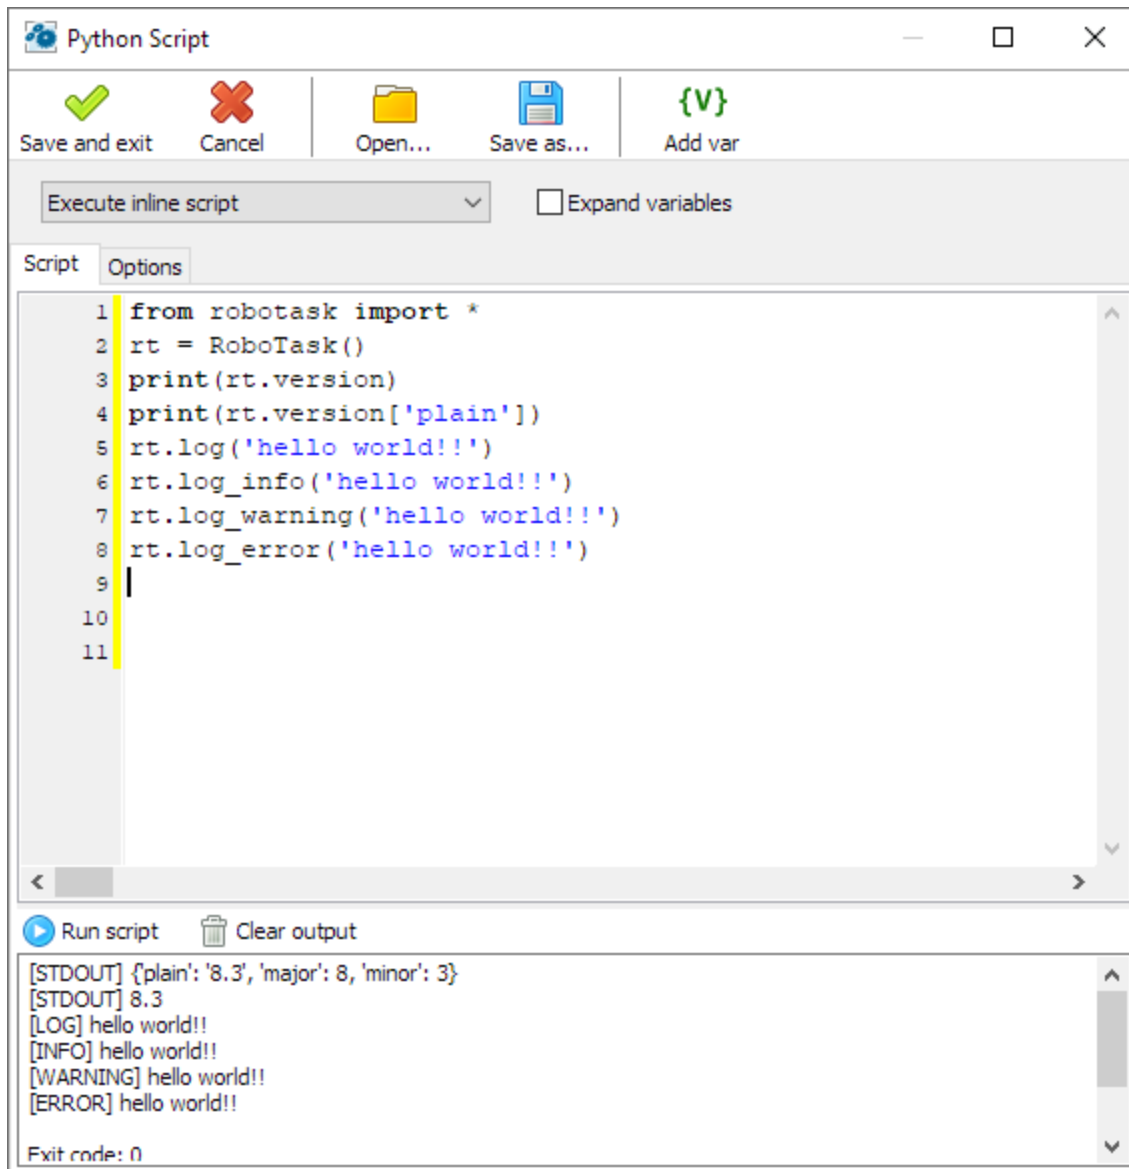 Python Script
Save and exit Cancel Open... Save as... {V} Add var
Execute inline script Expand variables
Script Options
1 from robotask import *
2 rt = RoboTask()
3 print(rt.version)
4 print(rt.version['plain'])
5 rt.log('hello world!!')
6 rt.log_info('hello world!!')
7 rt.log_warning('hello world!!')
8 rt.log_error('hello world!!')
9
10
11
Run script Clear output
[STDOUT] {'plain': '8.3', 'major': 8, 'minor': 3}
[STDOUT] 8.3
[LOG] hello world!!
[INFO] hello world!!
[WARNING] hello world!!
[ERROR] hello world!!
Exit code: 0